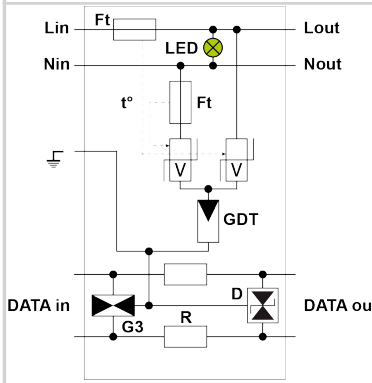 Ft
Lin
Lout
LED
Nin
Nout
t°
Ft
V
V
GDT
D
DATA in
DATA ou
R
G3